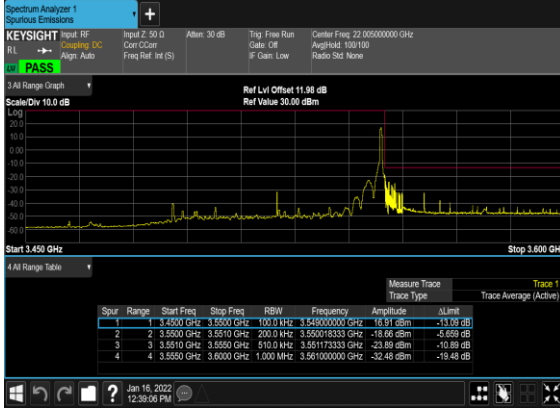 Spectrum Analyzer 1
Spurious Emissions
+
KEYSIGHT Input: RF Input Z: 50 Ω Atten: 30 dB Trig: Free Run Center Freq: 22.005000000 GHz
RL Coupling: DC Corr CCorr Gate: Off Avg|Hold: 100/100
Align: Auto Freq Ref: Int (S) IF Gain: Low Radio Std: None
PASS
3 All Range Graph
Ref Lvl Offset 11.98 dB
Scale/Div 10.0 dB Ref Value 30.00 dBm
Log
20.0
10.0
0.00
-10.0
-20.0
-30.0
-40.0
-50.0
-60.0
Start 3.450 GHz Stop 3.600 GH
4 All Range Table
Measure Trace Trace 1
Trace Type Trace Average (Active)
Spur Range Start Freq Stop Freq RBW Frequency Amplitude ΔLimit
1 1 3.4500 GHz 3.5500 GHz 100.0 kHz 3.549000000 GHz 16.91 dBm -13.09 dB
2 2 3.5500 GHz 3.5510 GHz 200.0 kHz 3.550018333 GHz -18.66 dBm -5.659 dB
3 3 3.5510 GHz 3.5550 GHz 510.0 kHz 3.551173333 GHz -23.89 dBm -10.89 dB
4 4 3.5550 GHz 3.6000 GHz 1.000 MHz 3.561000000 GHz -32.48 dBm -19.48 dB
Jan 16, 2022
12:39:06 PM